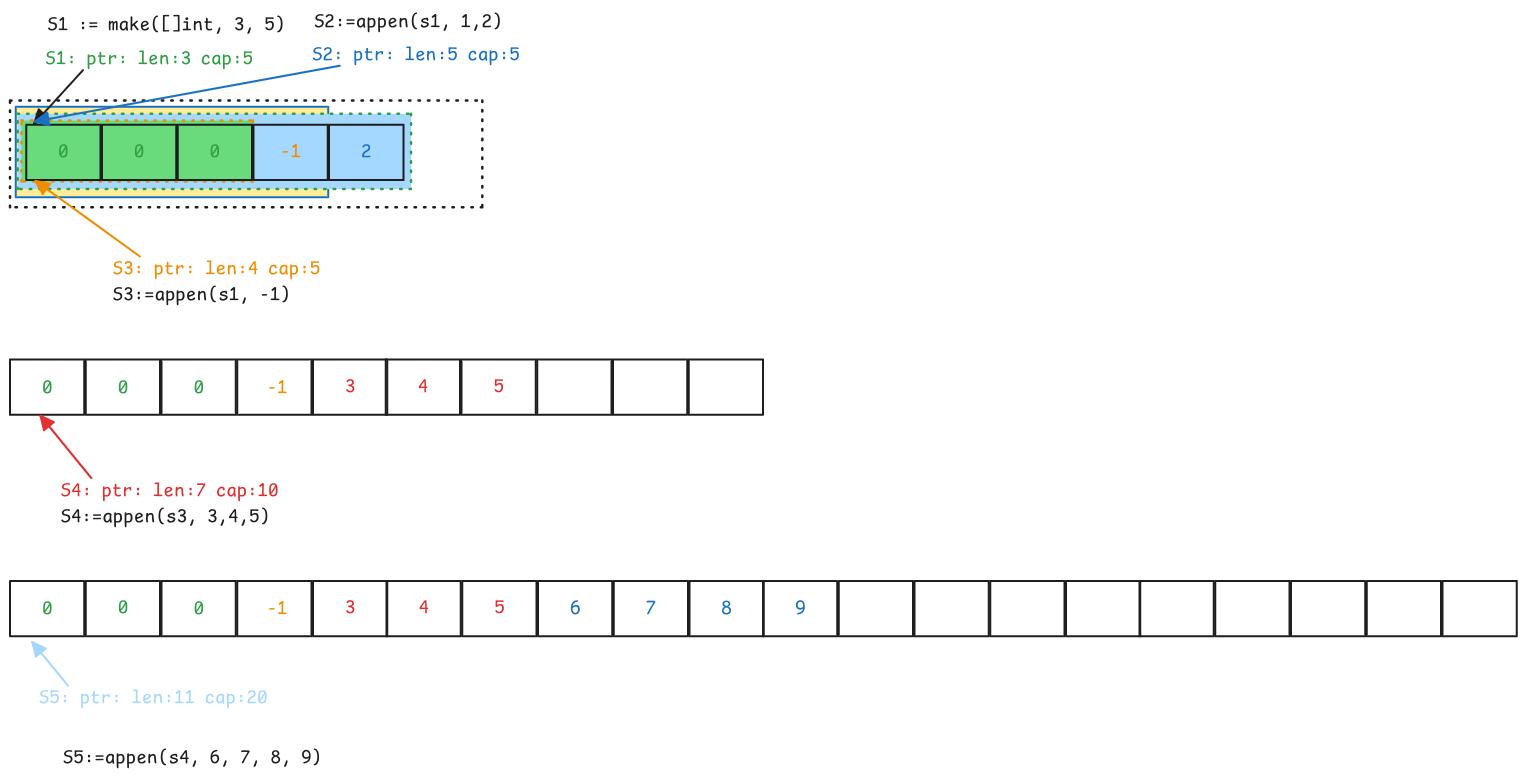 S1 := make([]int, 3, 5)
S2:=appen(s1, 1,2)
S1: ptr: len:3 cap:5
S2: ptr: len:5 cap:5
0 0 0 -1 2
S3: ptr: len:4 cap:5
S3:=appen(s1, -1)
0 0 0 -1 3 4 5
S4: ptr: len:7 cap:10
S4:=appen(s3, 3,4,5)
0 0 0 -1 3 4 5 6 7 8 9
S5: ptr: len:11 cap:20
S5:=appen(s4, 6, 7, 8, 9)